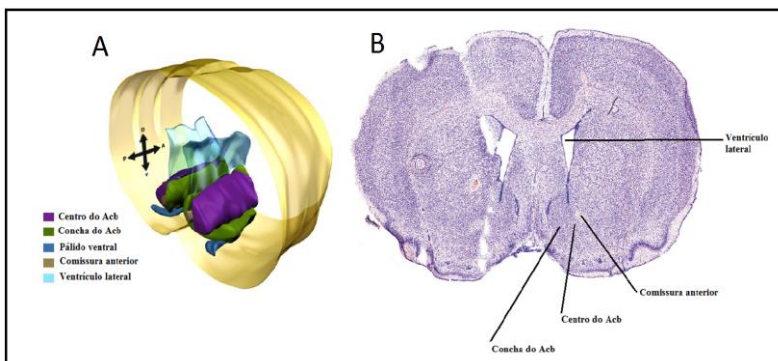 A
B
D
P
A
V
Centro do Acb
Concha do Acb
Pálido ventral
Comissura anterior
Ventrículo lateral
Ventrículo
lateral
Comissura anterior
Centro do Acb
Concha do Acb